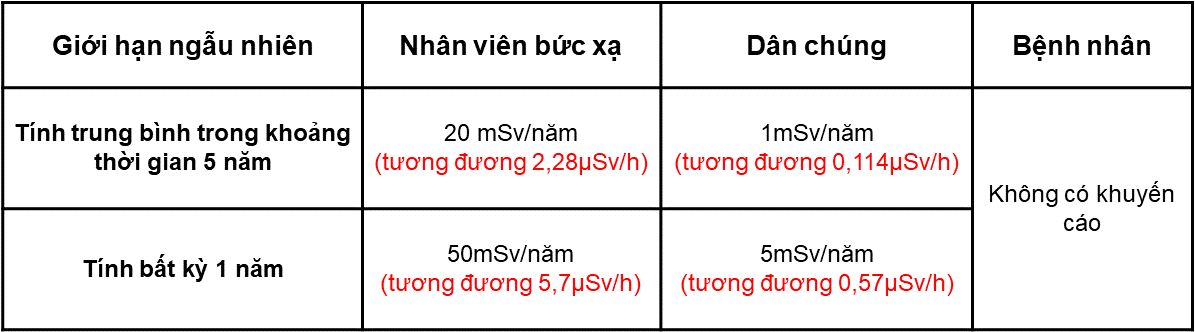 Giới hạn ngẫu nhiên
Nhân viên bức xạ
Dân chúng
Bệnh nhân
Tính trung bình trong khoảng
thời gian 5 năm
20 mSv/năm
(tương đương 2,28µSv/h)
1mSv/năm
(tương đương 0,114µSv/h)
Không có khuyến
cáo
Tính bất kỳ 1 năm
50mSv/năm
(tương đương 5,7µSv/h)
5mSv/năm
(tương đương 0,57µSv/h)